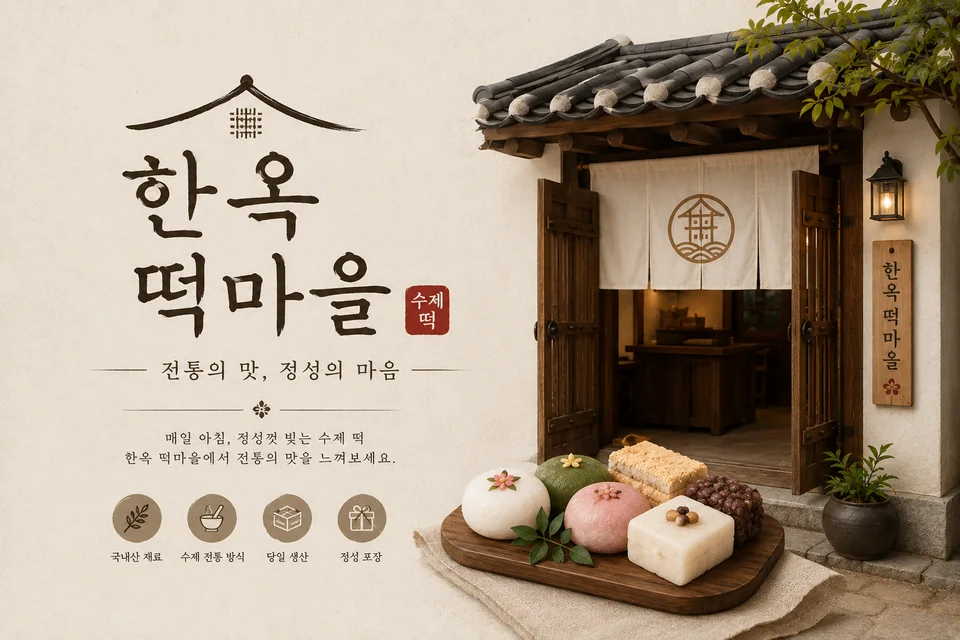 한옥
떡마을
수제
떡
전통의 맛, 정성의 마음
매일 아침, 정성껏 빚는 수제 떡
한옥 떡마을에서 전통의 맛을 느껴보세요.
국내산 재료
수제 전통 방식
당일 생산
정성 포장
한옥떡마을